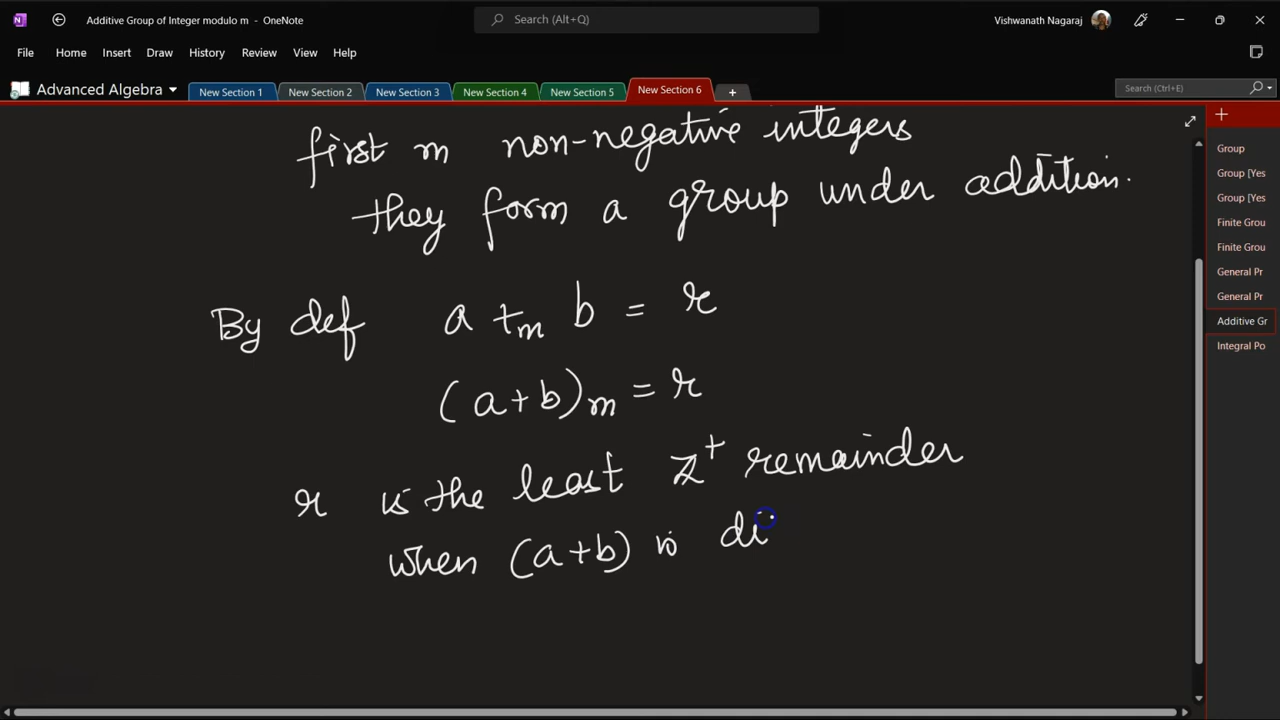 Additive Group of Integer modulo m - OneNote
Search (Alt+Q)
Vishwanath Nagaraj
File Home Insert Draw History Review View Help
Advanced Algebra
New Section 1 New Section 2 New Section 3 New Section 4 New Section 5 New Section 6 +
Search (Ctrl+E)
first m non-negative integers
they form a group under addition.
By def a +m b = r
(a+b)m = r
r is the least Z+ remainder
when (a+b) is di
Group
Group [Yes
Group [Yes
Finite Grou
Finite Grou
General Pr
General Pr
Additive Gr
Integral Po